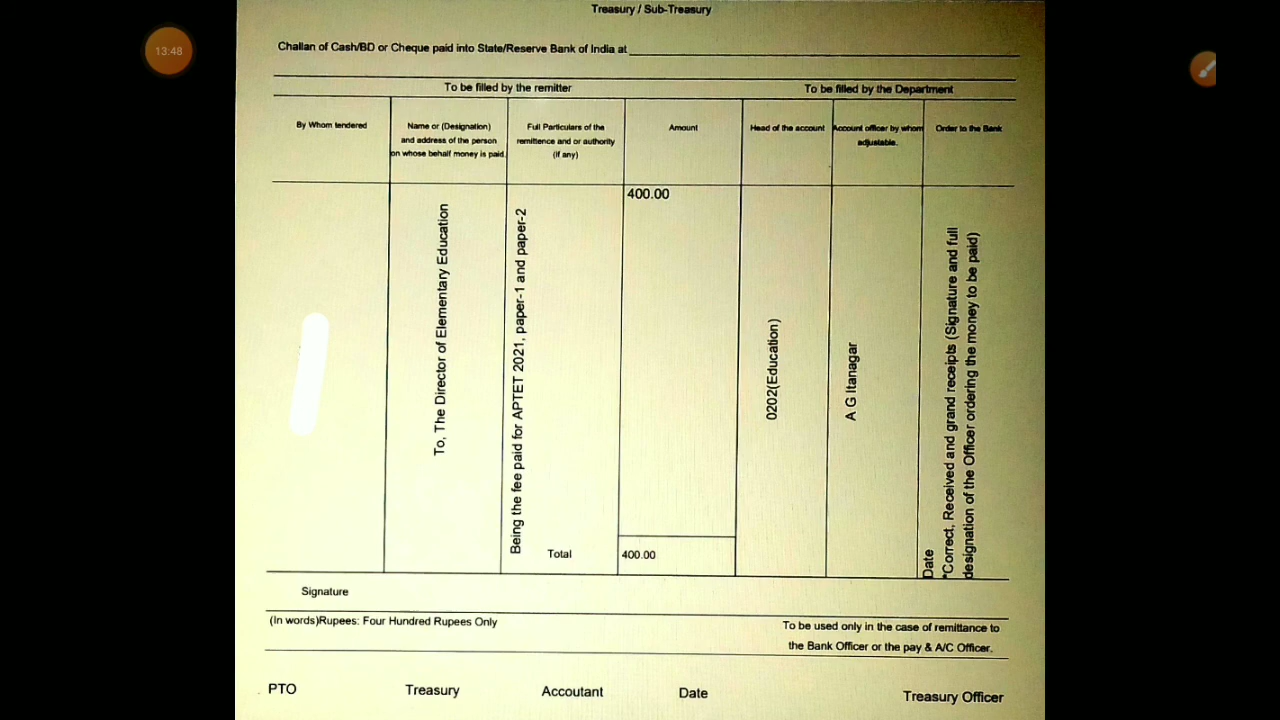 Treasury / Sub-Treasury
13:48
Challan of Cash/BD or Cheque paid into State/Reserve Bank of India at
To be filled by the remitter
To be filled by the Department
By Whom tendered
Name or (Designation)
and address of the person
on whose behalf money is paid.
Full Particulars of the
remittence and or authority
(if any)
Amount
Head of the account
Account officer by whom
adjustable.
Order to the Bank
To, The Director of Elementary Education
Being the fee paid for APTET 2021, paper-1 and paper-2
Total
400.00
400.00
0202(Education)
A G Itanagar
Date
*Correct, Received and grand receipts (Signature and full
designation of the Officer ordering the money to be paid)
Signature
(In words)Rupees: Four Hundred Rupees Only
To be used only in the case of remittance to
the Bank Officer or the pay & A/C Officer.
PTO
Treasury
Accoutant
Date
Treasury Officer